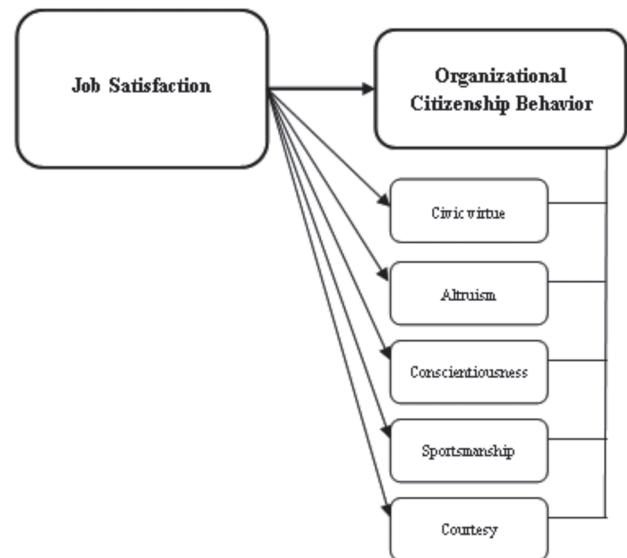 Job Satisfaction
Organizational
Citizenship Behavior
Civic virtue
Altruism
Conscientiousness
Sportsmanship
Courtesy